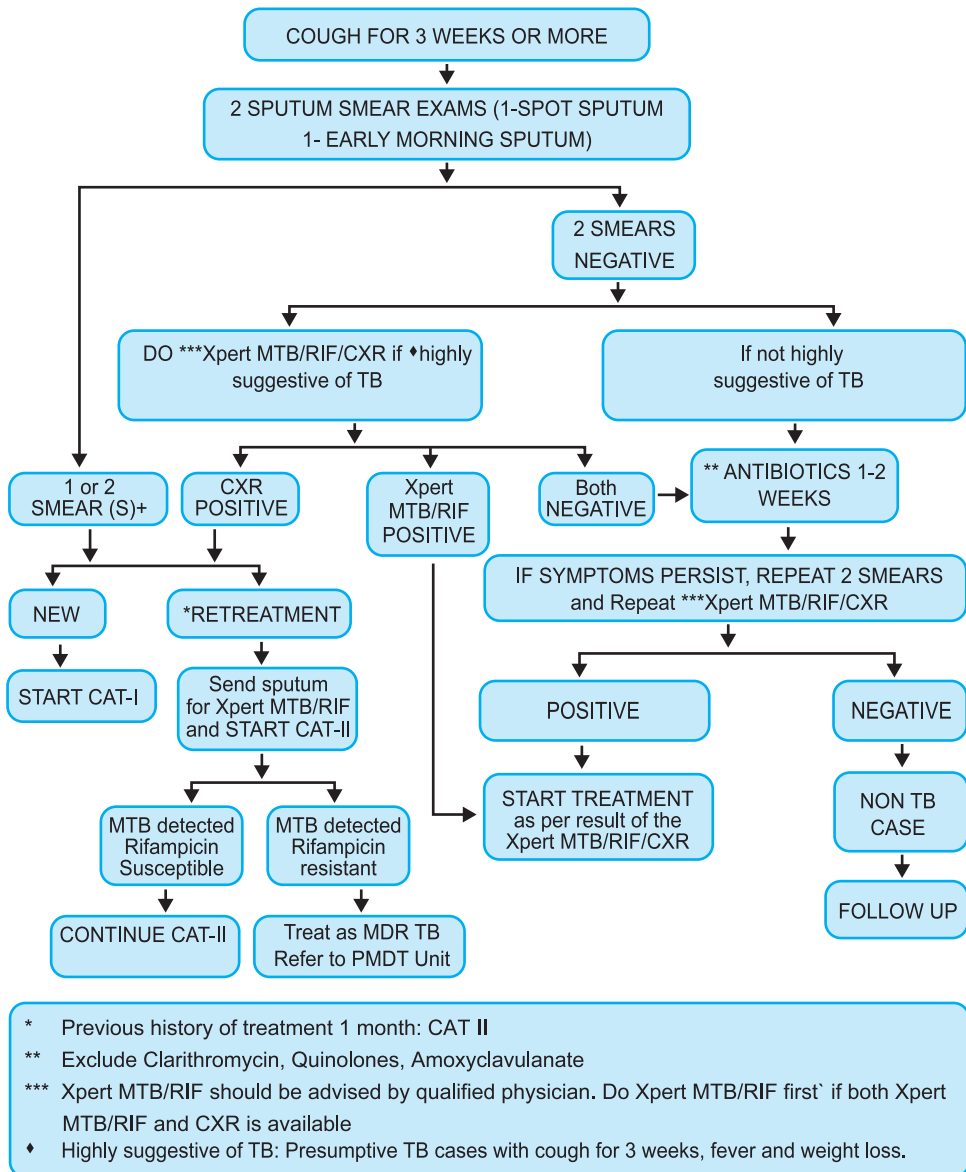 COUGH FOR 3 WEEKS OR MORE
2 SPUTUM SMEAR EXAMS (1-SPOT SPUTUM
1- EARLY MORNING SPUTUM)
2 SMEARS
NEGATIVE
DO ***Xpert MTB/RIF/CXR if ♦highly
suggestive of TB
If not highly
suggestive of TB
1 or 2
SMEAR (S)+
CXR
POSITIVE
Xpert
MTB/RIF
POSITIVE
Both
NEGATIVE
** ANTIBIOTICS 1-2
WEEKS
IF SYMPTOMS PERSIST, REPEAT 2 SMEARS
and Repeat ***Xpert MTB/RIF/CXR
NEW
*RETREATMENT
START CAT-I
Send sputum
for Xpert MTB/RIF
and START CAT-II
POSITIVE
NEGATIVE
MTB detected
Rifampicin
Susceptible
MTB detected
Rifampicin
resistant
START TREATMENT
as per result of the
Xpert MTB/RIF/CXR
NON TB
CASE
CONTINUE CAT-II
Treat as MDR TB
Refer to PMDT Unit
FOLLOW UP
* Previous history of treatment 1 month: CAT II
** Exclude Clarithromycin, Quinolones, Amoxyclavulanate
*** Xpert MTB/RIF should be advised by qualified physician. Do Xpert MTB/RIF first` if both Xpert
MTB/RIF and CXR is available
♦ Highly suggestive of TB: Presumptive TB cases with cough for 3 weeks, fever and weight loss.